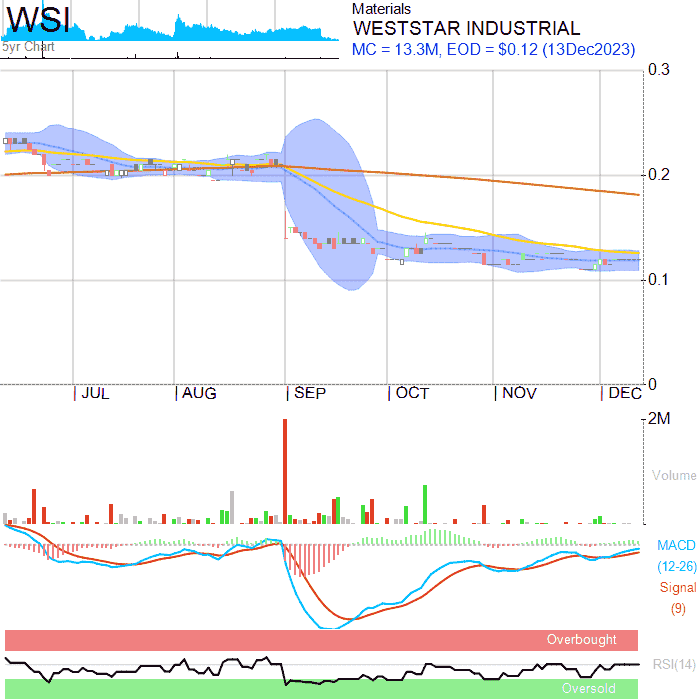 WSI
5yr Chart
Materials
WESTSTAR INDUSTRIAL
MC = 13.3M, EOD = $0.12 (13Dec2023)
0.3
0.2
0.1
0
JUL AUG SEP OCT NOV DEC
2M
Volume
MACD
(12-26)
Signal
(9)
Overbought
RSI(14)
Oversold